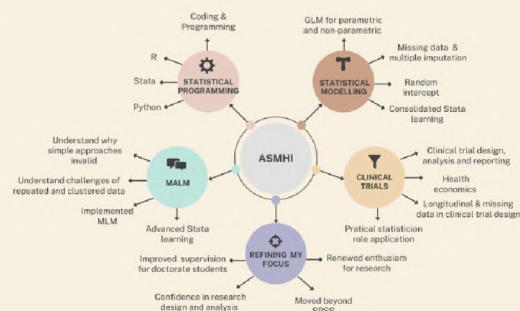 Coding &
Programming
R
Stata
Python
STATISTICAL
PROGRAMMING
GLM for parametric
and non-parametric
Missing data &
multiple imputation
Random
intercept
Consolidated Stata
learning
STATISTICAL
MODELLING
ASMHI
Understand why
simple approaches
invalid
Understand challenges of
repeated and clustered data
Implemented
MLM
Advanced Stata
learning
MALM
Clinical trial design,
analysis and reporting
Health
economics
Longitudinal & missing
data in clinical trial design
Pratical statistician
role application
CLINICAL
TRIALS
REFINING MY
FOCUS
Improved supervision for
doctorate students
Renewed enthusium
for research
Confidence in research
design and analysis
Moved beyond
SPSS